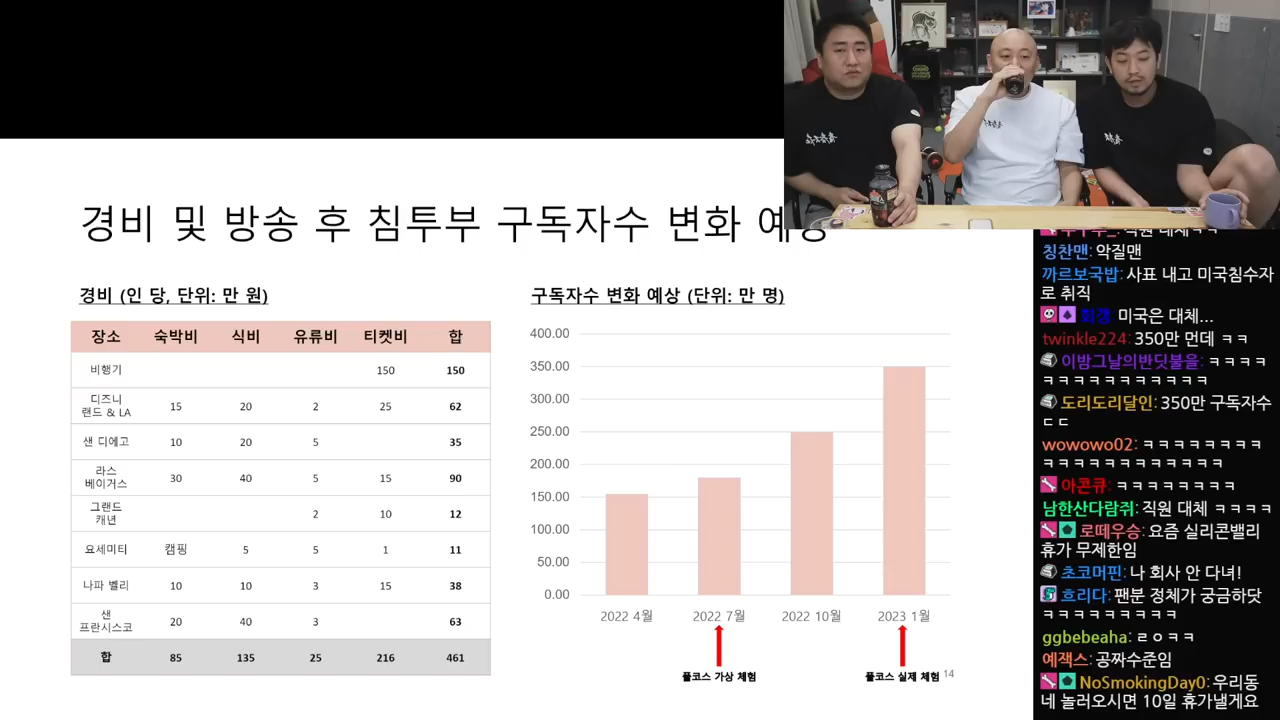 경비 및 방송 후 침투부 구독자수 변화 예상
경비 (인 당, 단위: 만 원)
장소 숙박비 식비 유류비 티켓비 합
비행기 150 150
디즈니
랜드 & LA 15 20 2 25 62
샌 디에고 10 20 5 35
라스
베이거스 30 40 5 15 90
그랜드
캐년 2 10 12
요세미티 캠핑 5 5 1 11
나파 밸리 10 10 3 15 38
샌
프란시스코 20 40 3 63
합 85 135 25 216 461
구독자수 변화 예상 (단위: 만 명)
400.00
350.00
300.00
250.00
200.00
150.00
100.00
50.00
0.00
2022 4월 2022 7월 2022 10월 2023 1월
풀코스 가상 체험 풀코스 실제 체험 14
칭찬맨: 악질맨
까르보국밥: 사표 내고 미국침수자
로 취직
미국은 대체...
twinkle224: 350만 먼데 ㅋㅋ
이밤그날의반딧불을: ㅋㅋㅋㅋ
ㅋㅋㅋㅋㅋㅋㅋㅋㅋㅋㅋ
도리도리달인: 350만 구독자수
ㄷㄷ
wowowo02: ㅋㅋㅋㅋㅋㅋㅋㅋ
ㅋㅋㅋㅋㅋㅋㅋㅋㅋㅋㅋㅋ
아콘큐: ㅋㅋㅋㅋㅋㅋㅋㅋ
남한산다람쥐: 직원 대체 ㅋㅋㅋㅋ
로떼우승: 요즘 실리콘밸리
휴가 무제한임
초코머핀: 나 회사 안 다녀!
흐리다: 팬분 정체가 궁금하닷
ㅋㅋㅋㅋㅋㅋㅋㅋㅋ
ggbebeaha: ㄹㅇㅋㅋ
예잭스: 공짜수준임
NoSmokingDay0: 우리동
네 놀러오시면 10일 휴가낼게요